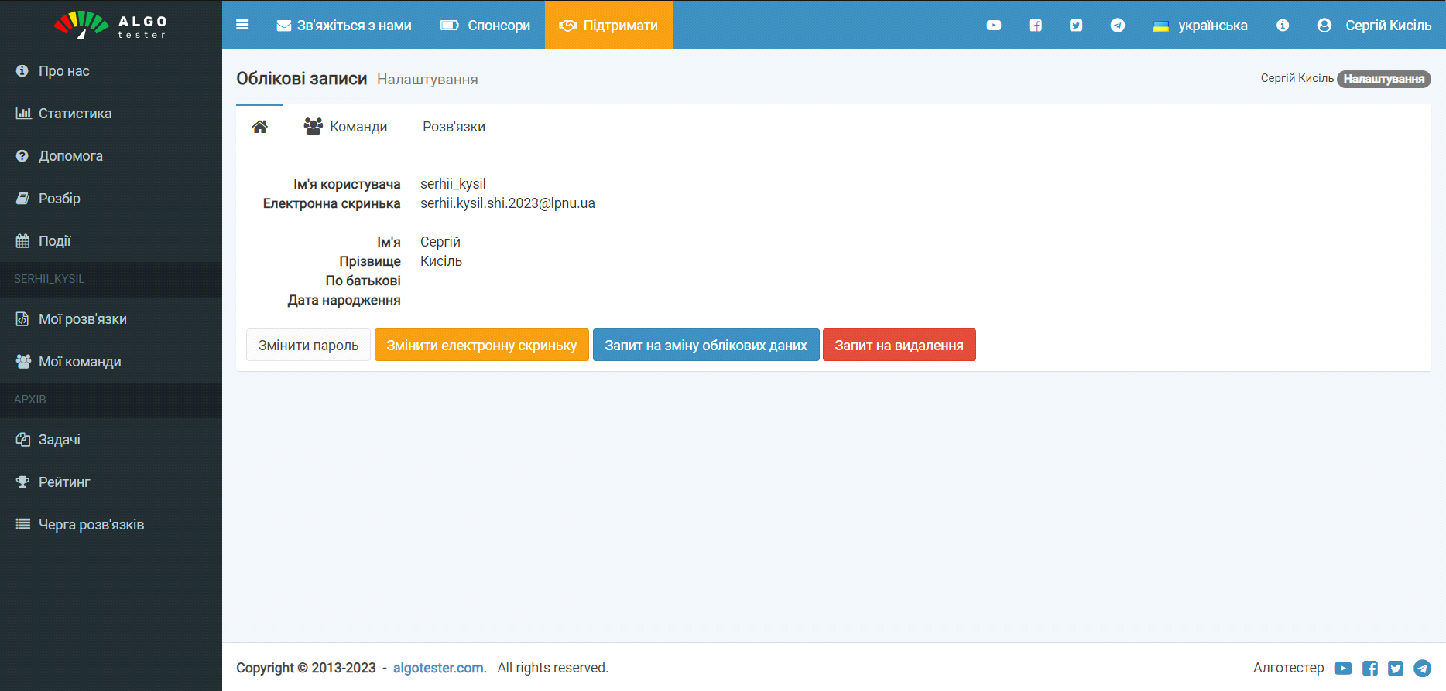 ALGO
tester
Зв'яжіться з нами
Спонсори
Підтримати
українська
Сергій Кисіль
Про нас
Статистика
Допомога
Розбір
Події
SERHII_KYSIL
Мої розв'язки
Мої команди
АРХІВ
Задачі
Рейтинг
Черга розв'язків
Облікові записи Налаштування
Сергій Кисіль Налаштування
Команди
Розв'язки
Ім'я користувача serhii_kysil
Електронна скринька serhii.kysil.shi.2023@lpnu.ua
Ім'я Сергій
Прізвище Кисіль
По батькові
Дата народження
Змінити пароль
Змінити електронну скриньку
Запит на зміну облікових даних
Запит на видалення
Copyright © 2013-2023 - algotester.com. All rights reserved.
Алготестер